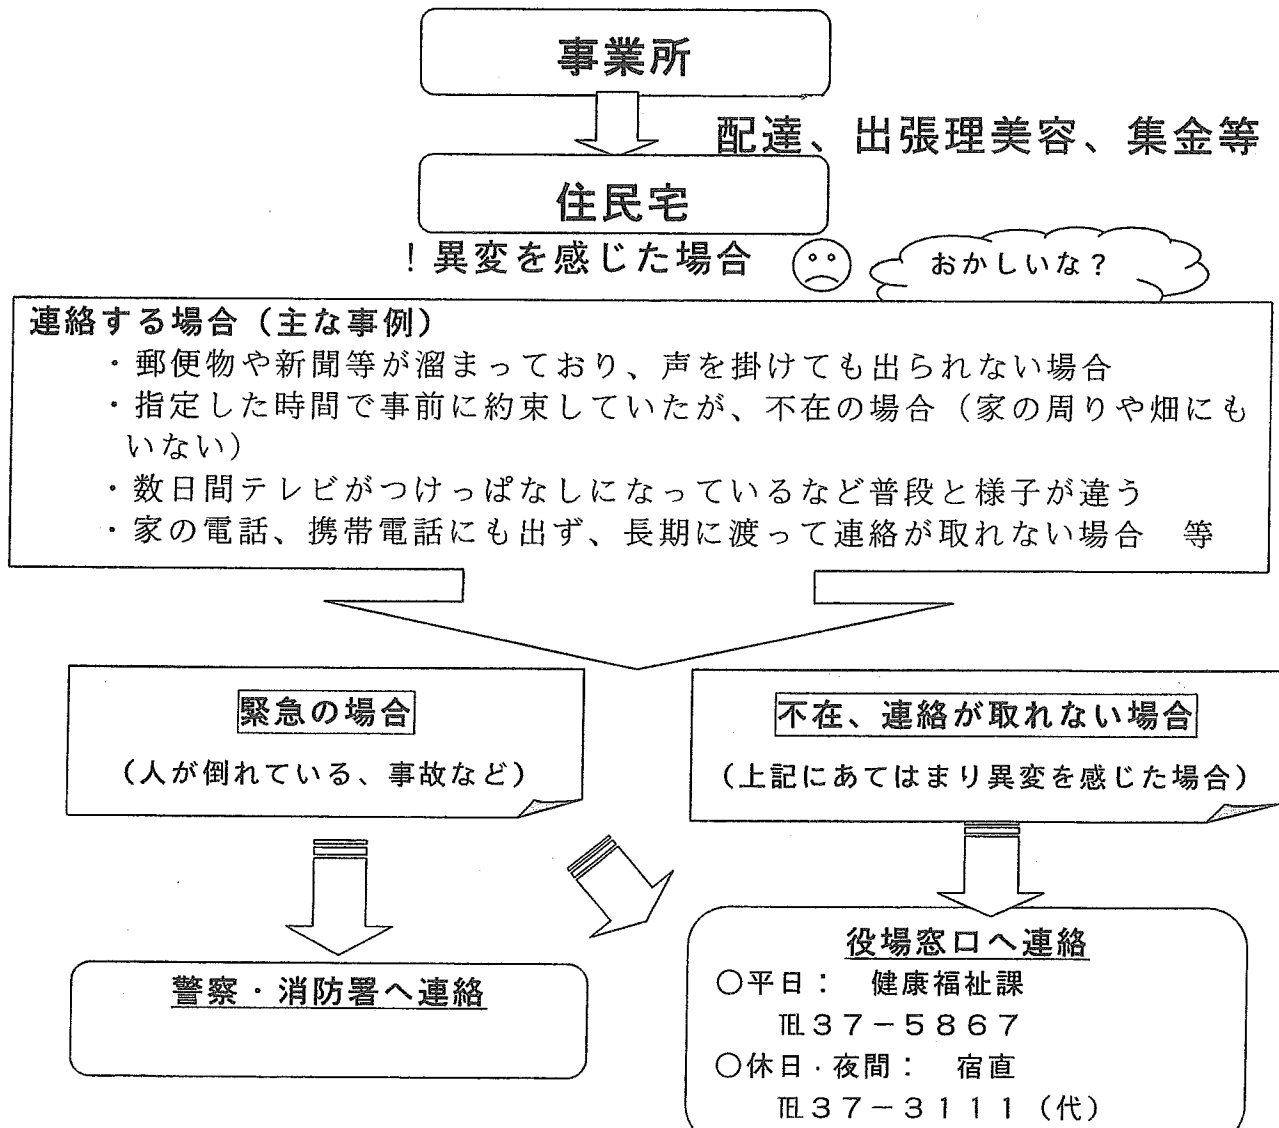 事業所
配達、出張理美容、集金等
住民宅
！異変を感じた場合
おかしいな？
連絡する場合（主な事例）
・郵便物や新聞等が溜まっており、声を掛けても出られない場合
・指定した時間で事前に約束していたが、不在の場合（家の周りや畑にも
いない）
・数日間テレビがつけっぱなしになっているなど普段と様子が違う
・家の電話、携帯電話にも出ず、長期に渡って連絡が取れない場合　等
緊急の場合
（人が倒れている、事故など）
不在、連絡が取れない場合
（上記にあてはまり異変を感じた場合）
警察・消防署へ連絡
役場窓口へ連絡
○平日：　健康福祉課
℡３７－５８６７
○休日・夜間：　宿直
℡３７－３１１１（代）